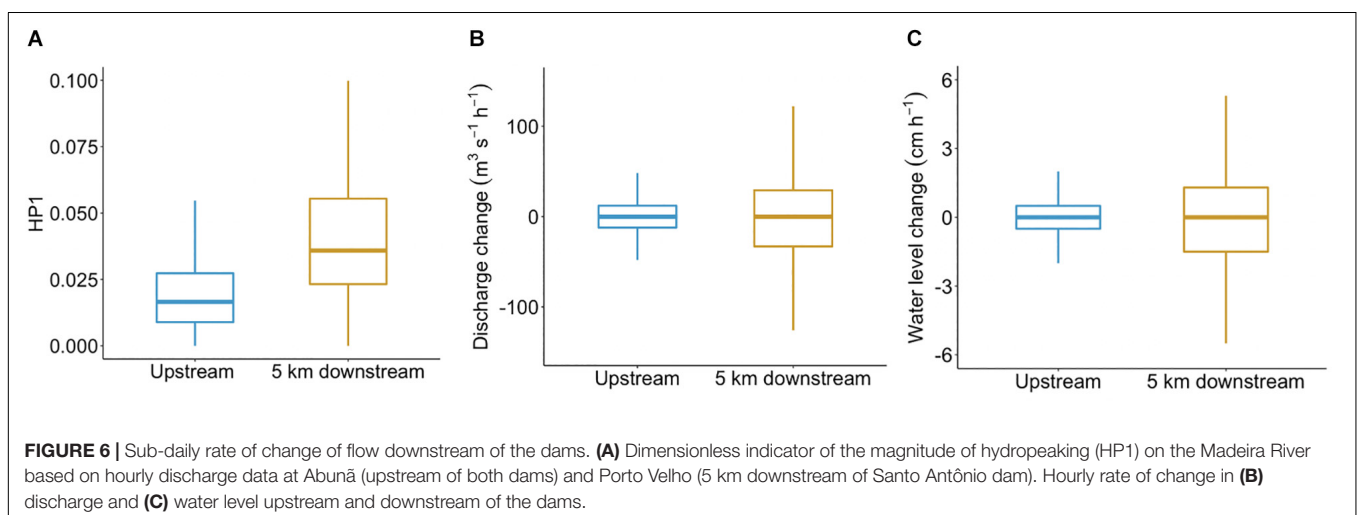 A
HP1
0.100
0.075
0.050
0.025
0.000
Upstream 5 km downstream
B
Discharge change (m³ s⁻¹ h⁻¹)
100
0
-100
Upstream 5 km downstream
C
Water level change (cm h⁻¹)
6
3
0
-3
-6
Upstream 5 km downstream
FIGURE 6 | Sub-daily rate of change of flow downstream of the dams. (A) Dimensionless indicator of the magnitude of hydropeaking (HP1) on the Madeira River
based on hourly discharge data at Abunã (upstream of both dams) and Porto Velho (5 km downstream of Santo Antônio dam). Hourly rate of change in (B)
discharge and (C) water level upstream and downstream of the dams.